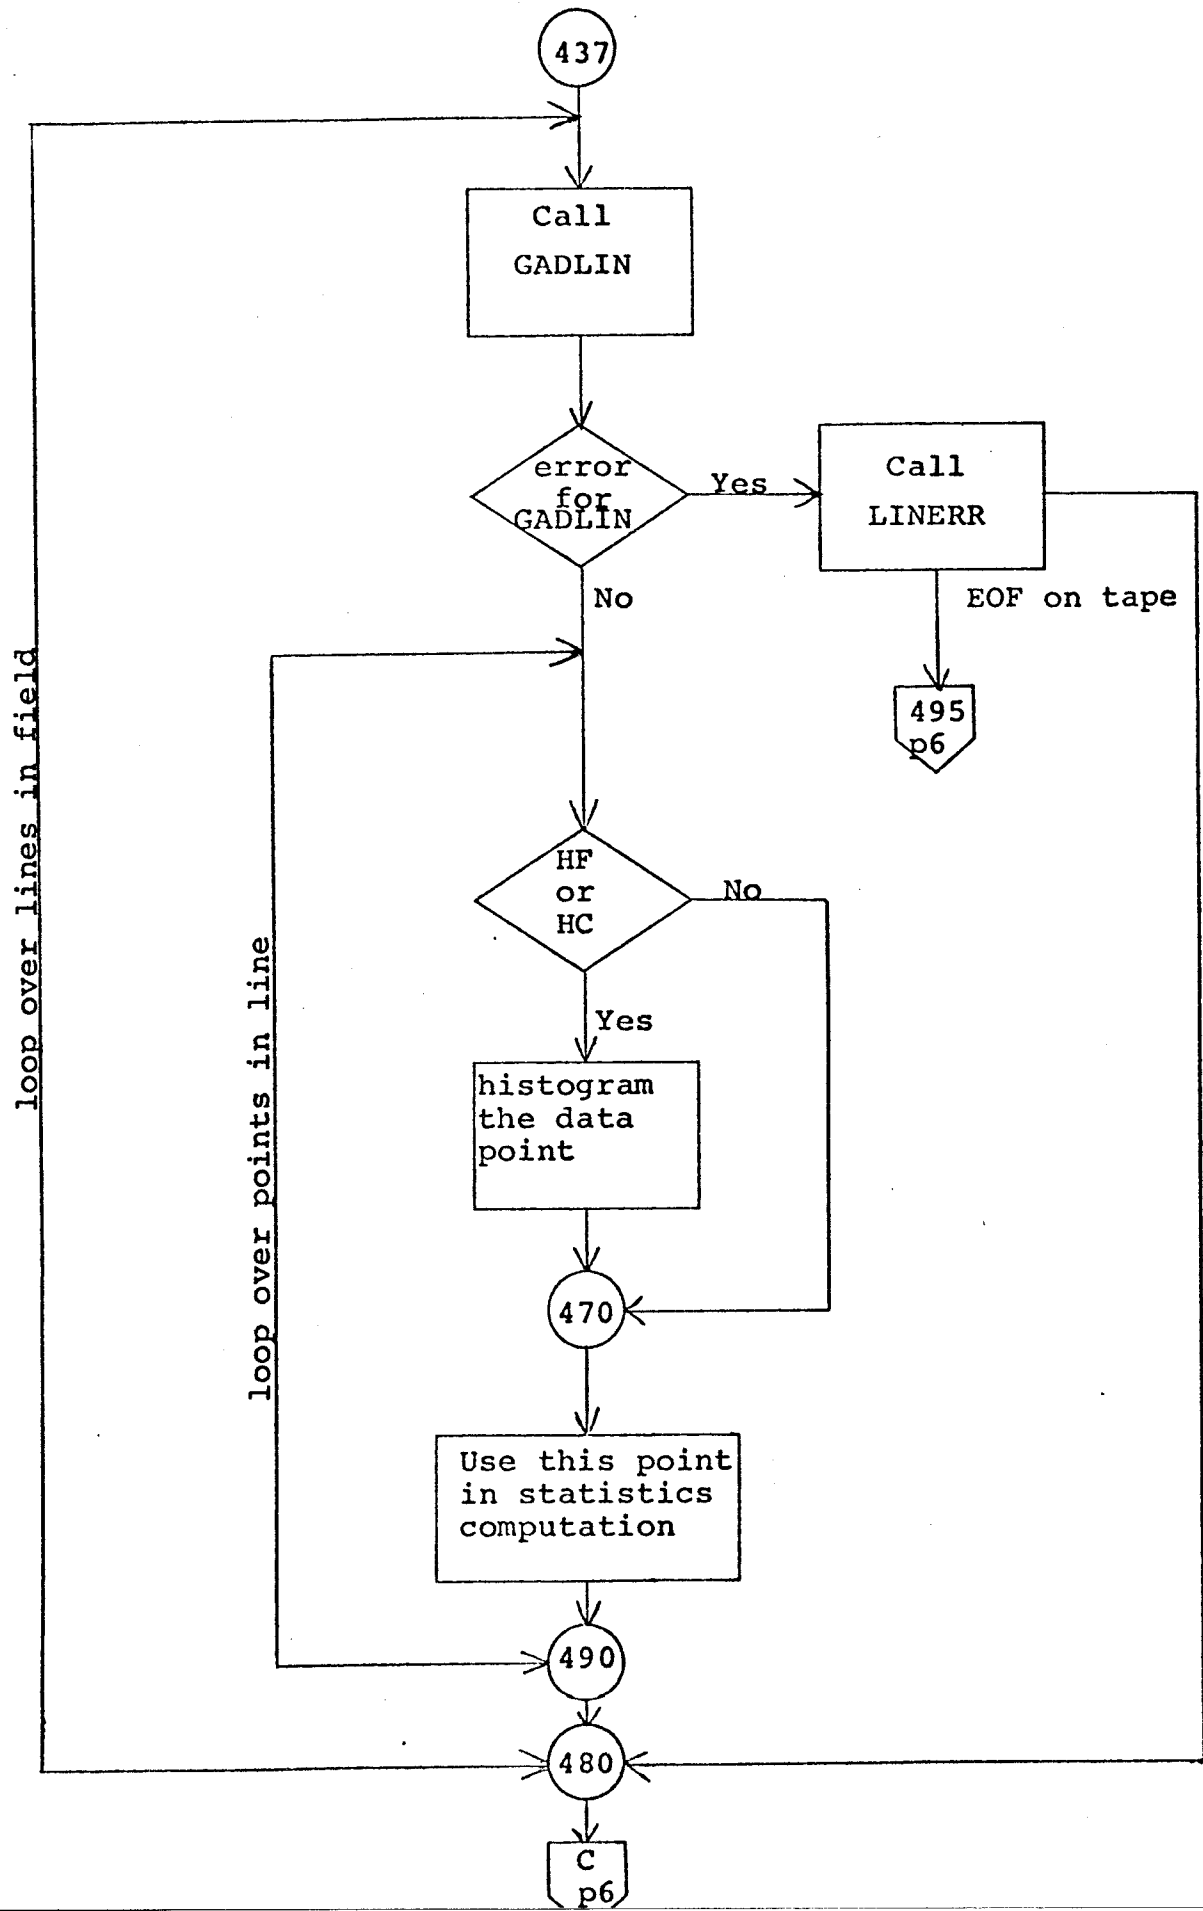 437
Call
GADLIN
error
for
GADLIN
Yes
Call
LINERR
No
EOF on tape
495
p6
loop over lines in field
HF
or
HC
No
Yes
loop over points in line
histogram
the data
point
470
Use this point
in statistics
computation
490
480
C
p6